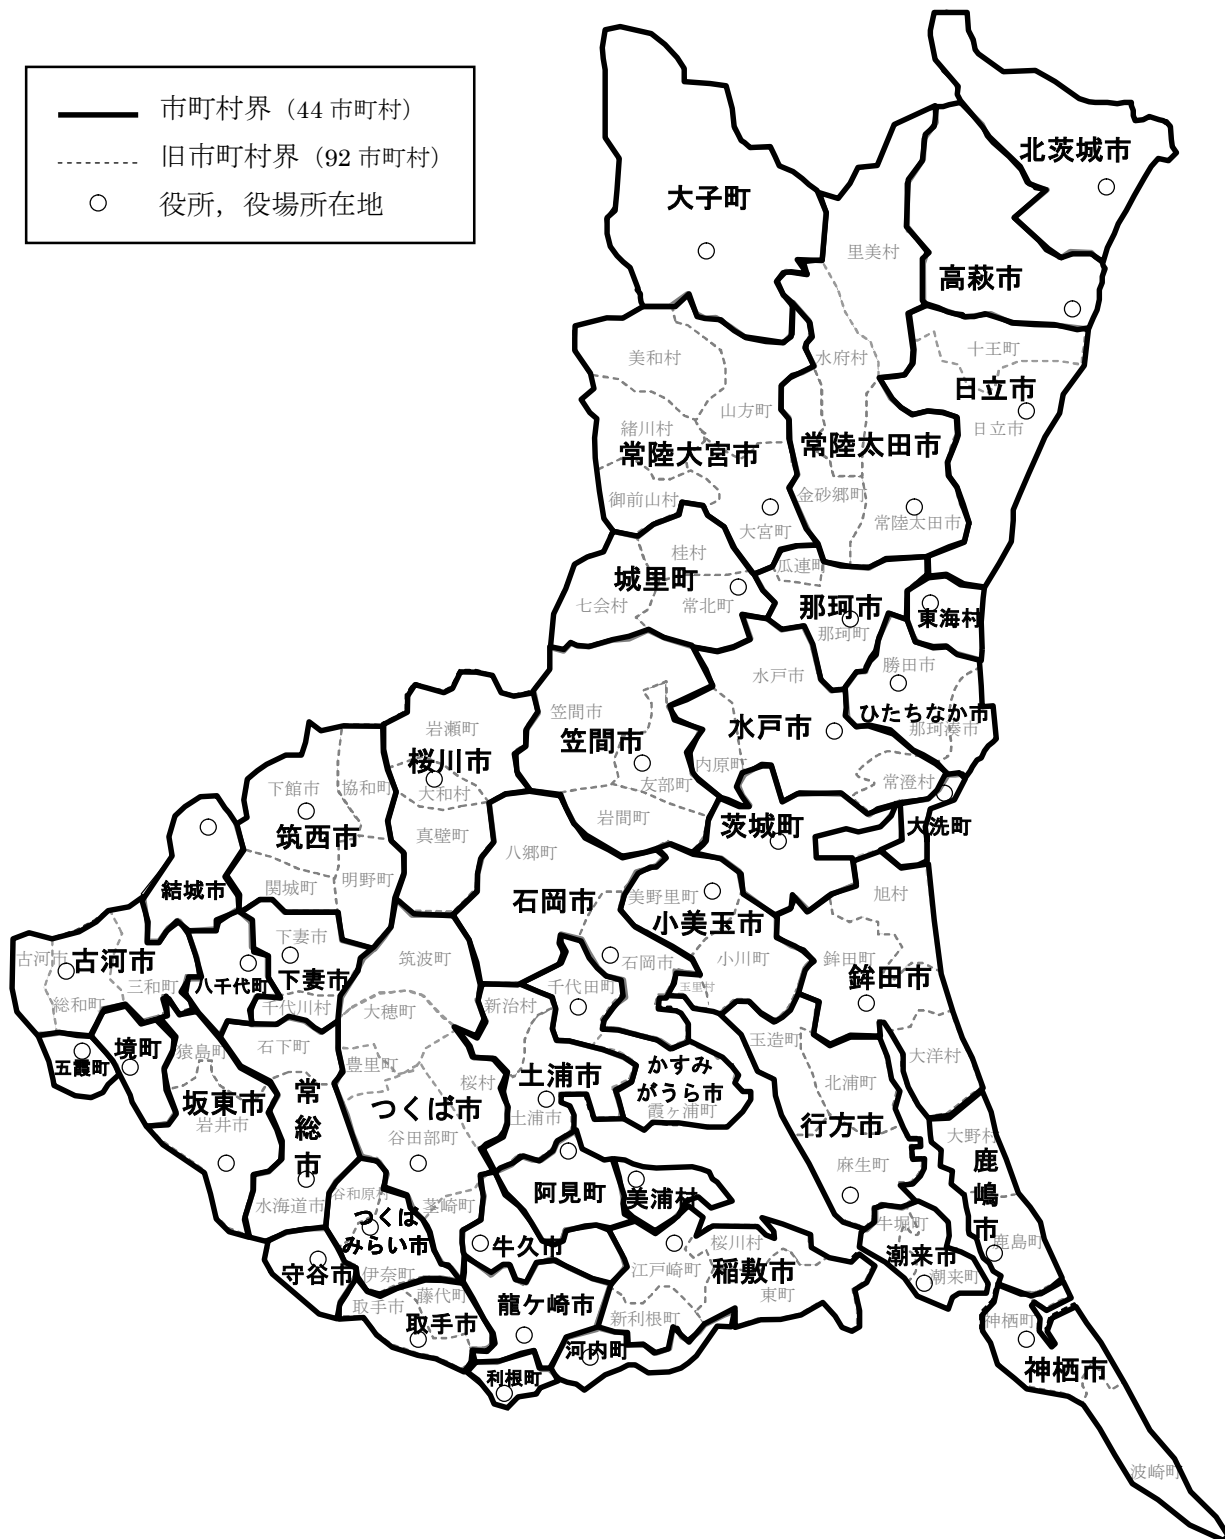 市町村界（44 市町村）
旧市町村界（92 市町村）
役所，役場所在地
北茨城市
大子町
里美村
高萩市
十王町
美和村
水府村
日立市
山方町
日立市
緒川村
常陸大宮市
常陸太田市
御前山村
金砂郷町
大宮町
常陸太田市
桂村
瓜連町
城里町
七会村
常北町
那珂市
東海村
那珂町
勝田市
水戸市
笠間市
ひたちなか市
岩瀬町
水戸市
那珂湊市
笠間市
桜川市
内原町
下館市
協和町
大和村
友部町
常澄村
岩間町
茨城町
大洗町
筑西市
真壁町
八郷町
結城市
関城町
明野町
石岡市
美野里町
旭村
小美玉市
下妻市
古河市
古河市
筑波町
石岡市
小川町
鉾田町
三和町
八千代町
下妻市
千代田町
玉里村
鉾田市
総和町
千代川村
新治村
大穂町
玉造町
境町
猿島町
石下町
大洋村
五霞町
豊里町
かすみ
がうら市
土浦市
桜村
北浦町
坂東市
常総市
つくば市
霞ヶ浦町
岩井市
土浦市
行方市
谷田部町
大野村
麻生町
鹿嶋市
水海道市
谷和原村
茎崎町
阿見町
美浦村
つくば
みらい市
牛堀町
牛久市
桜川村
鹿島町
潮来市
守谷市
伊奈町
江戸崎町
稲敷市
潮来町
東町
取手市
藤代町
龍ケ崎市
新利根町
取手市
神栖町
河内町
利根町
神栖市
波崎町